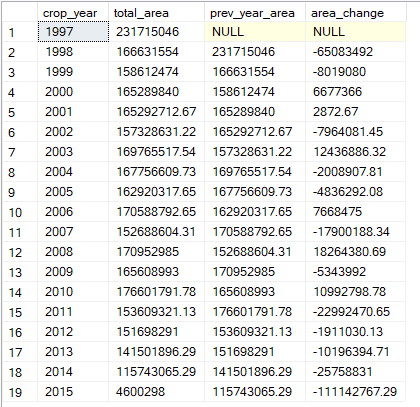 crop_year total_area prev_year_area area_change
1 1997 231715046 NULL NULL
2 1998 166631554 231715046 -65083492
3 1999 158612474 166631554 -8019080
4 2000 165289840 158612474 6677366
5 2001 165292712.67 165289840 2872.67
6 2002 157328631.22 165292712.67 -7964081.45
7 2003 169765517.54 157328631.22 12436886.32
8 2004 167756609.73 169765517.54 -2008907.81
9 2005 162920317.65 167756609.73 -4836292.08
10 2006 170588792.65 162920317.65 7668475
11 2007 152688604.31 170588792.65 -17900188.34
12 2008 170952985 152688604.31 18264380.69
13 2009 165608993 170952985 -5343992
14 2010 176601791.78 165608993 10992798.78
15 2011 153609321.13 176601791.78 -22992470.65
16 2012 151698291 153609321.13 -1911030.13
17 2013 141501896.29 151698291 -10196394.71
18 2014 115743065.29 141501896.29 -25758831
19 2015 4600298 115743065.29 -111142767.29